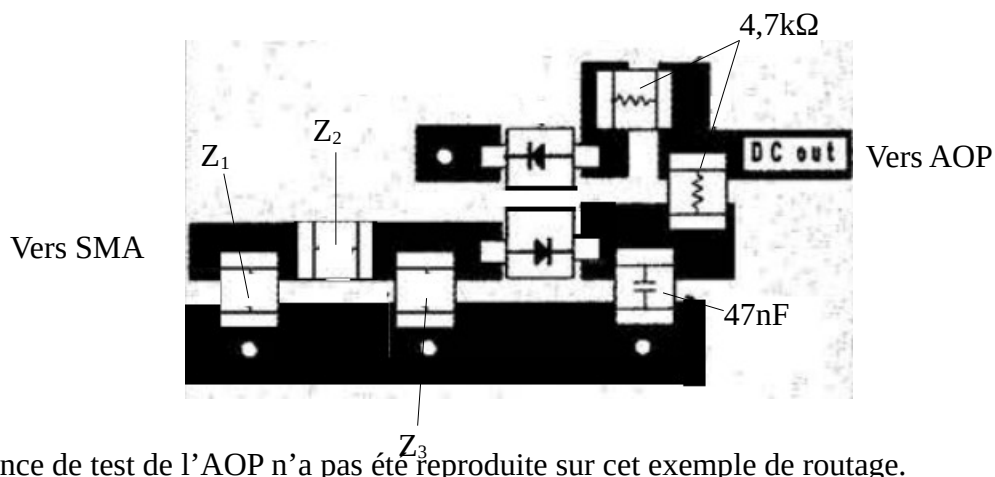 4,7kΩ
Z2
Z1
DC out
Vers AOP
Vers SMA
47nF
Z3
nce de test de l’AOP n’a pas été reproduite sur cet exemple de routage.